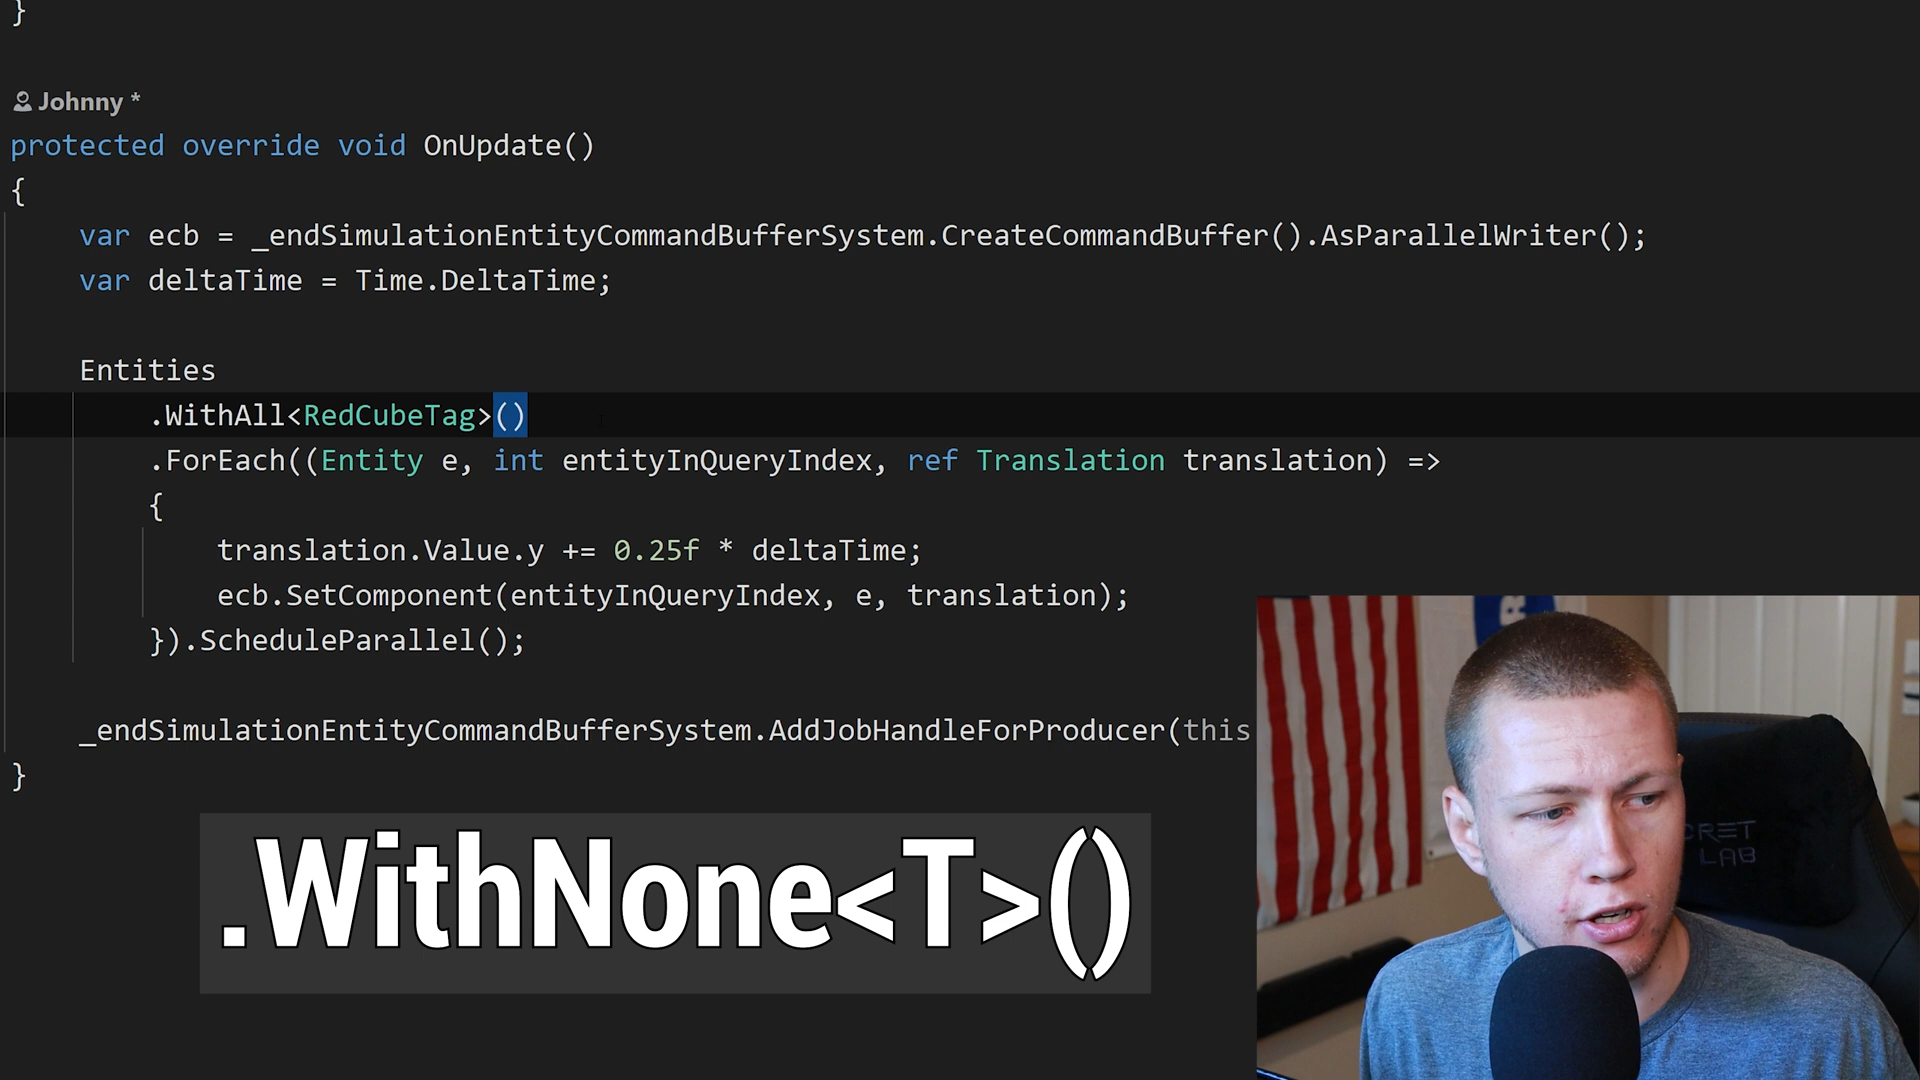 }
Johnny *
protected override void OnUpdate()
{
var ecb = _endSimulationEntityCommandBufferSystem.CreateCommandBuffer().AsParallelWriter();
var deltaTime = Time.DeltaTime;
Entities
.WithAll<RedCubeTag>()
.ForEach((Entity e, int entityInQueryIndex, ref Translation translation) =>
{
translation.Value.y += 0.25f * deltaTime;
ecb.SetComponent(entityInQueryIndex, e, translation);
}).ScheduleParallel();
_endSimulationEntityCommandBufferSystem.AddJobHandleForProducer(this
}
.WithNone<T>()
R
CRET
LAB